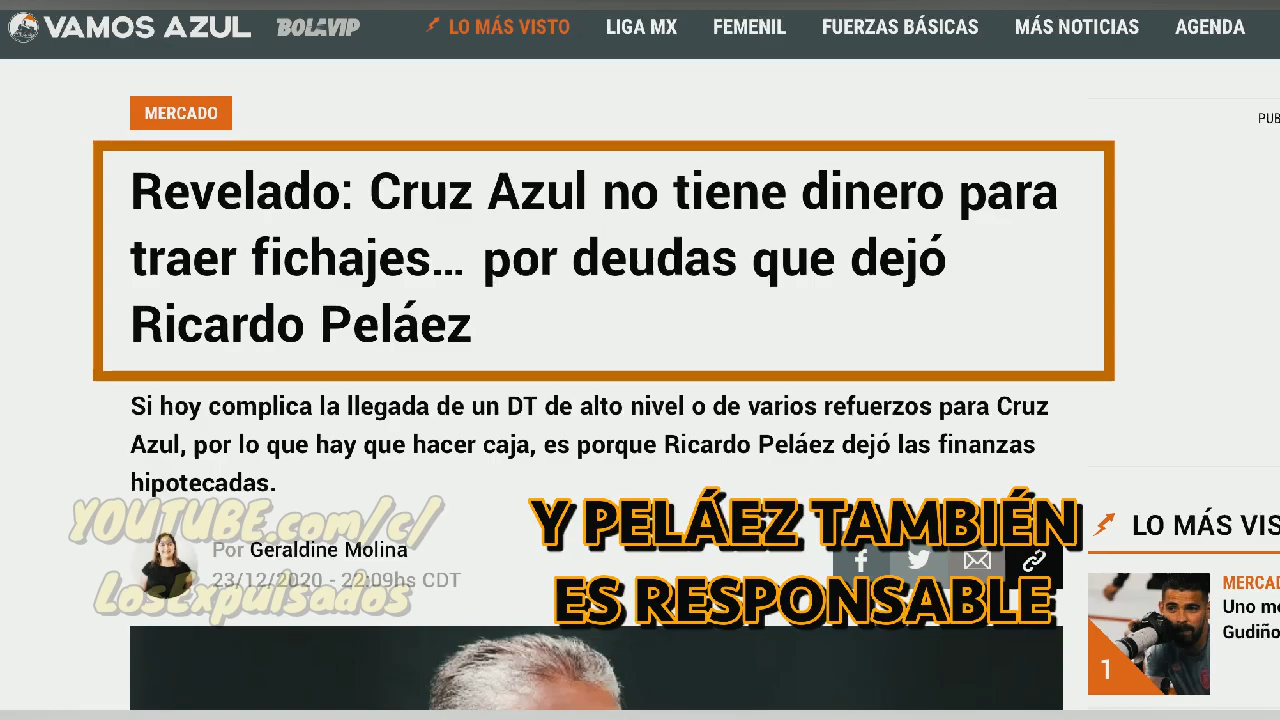 VAMOS AZUL BOLAVIP LO MÁS VISTO LIGA MX FEMENIL FUERZAS BÁSICAS MÁS NOTICIAS AGENDA
MERCADO
PUB
Revelado: Cruz Azul no tiene dinero para
traer fichajes... por deudas que dejó
Ricardo Peláez
Si hoy complica la llegada de un DT de alto nivel o de varios refuerzos para Cruz
Azul, por lo que hay que hacer caja, es porque Ricardo Peláez dejó las finanzas
hipotecadas.
YOUTUBE.com/c/
LosExpulsados
Por Geraldine Molina
23/12/2020 - 22:09hs CDT
Y PELÁEZ TAMBIÉN
ES RESPONSABLE
LO MÁS VIS
MERCAD
Uno me
Gudiño
1